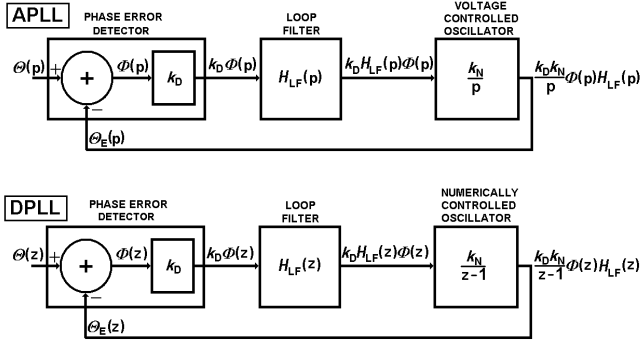 APLL
PHASE ERROR
DETECTOR
LOOP
FILTER
VOLTAGE
CONTROLLED
OSCILLATOR
Θ(p) + + Φ(p) k_D k_DΦ(p) H_LF(p) k_DH_LF(p)Φ(p) k_N/p k_Dk_N/p Φ(p)H_LF(p)
−
Θ_E(p)
DPLL
PHASE ERROR
DETECTOR
LOOP
FILTER
NUMERICALLY
CONTROLLED
OSCILLATOR
Θ(z) + + Φ(z) k_D k_DΦ(z) H_LF(z) k_DH_LF(z)Φ(z) k_N/z-1 k_Dk_N/z-1 Φ(z)H_LF(z)
−
Θ_E(z)